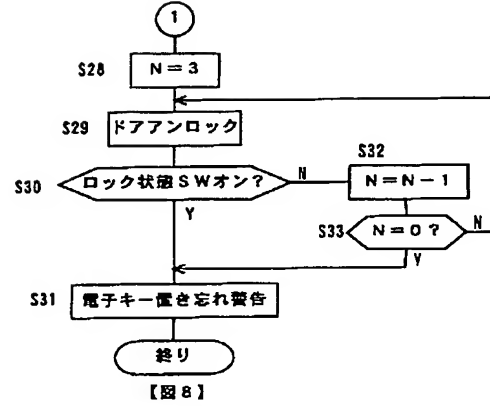 1
S28 N=3
S29 ドアアンロック
S32
S30 ロック状態SWオン? N N=N-1
Y
S33 N=0? N
Y
S31 電子キー置き忘れ警告
終り
【図8】